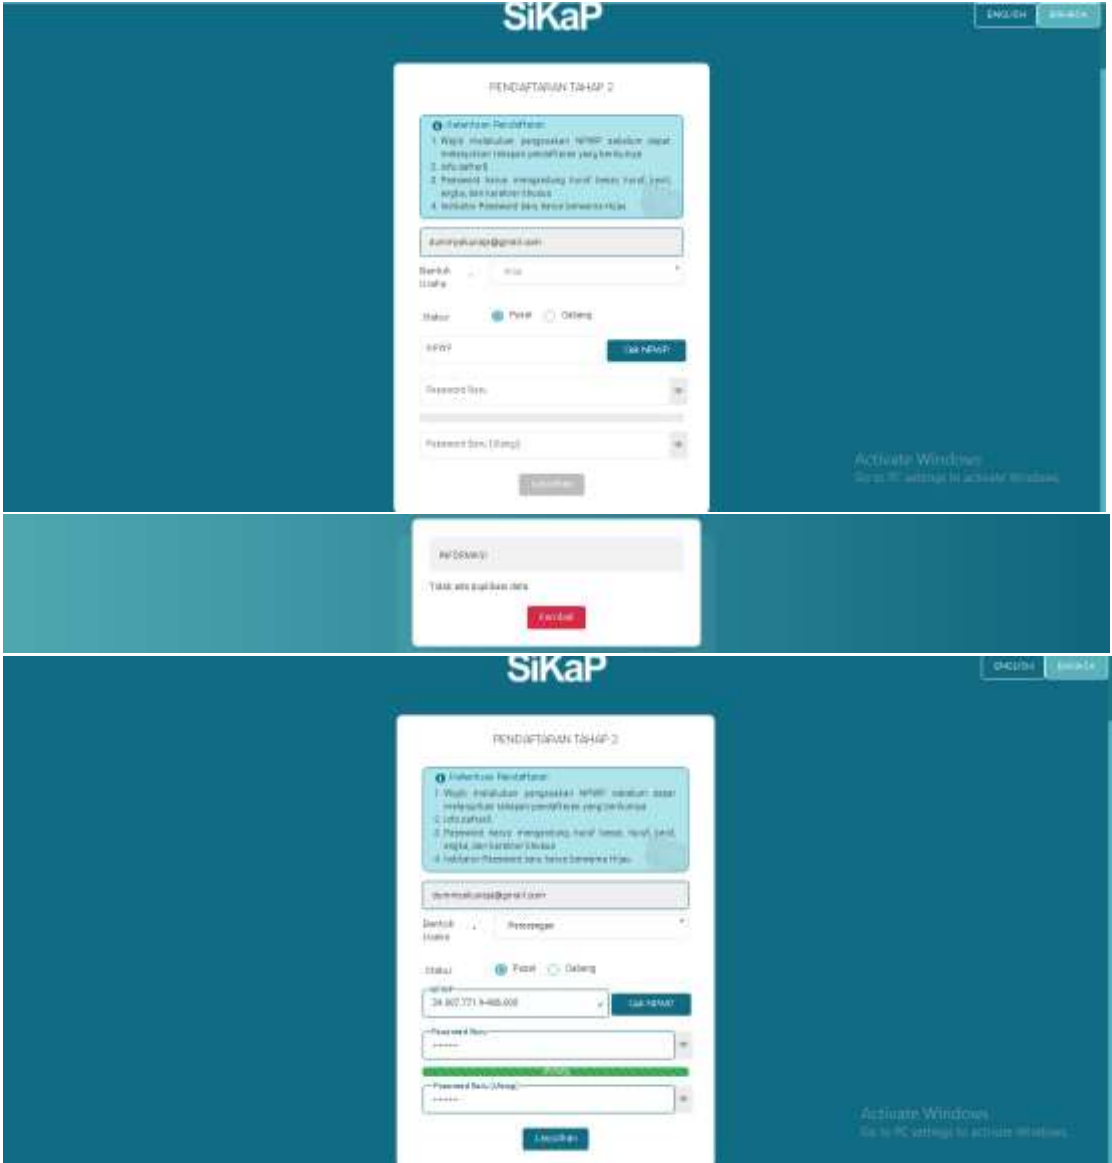 SiKaP
ENGLISH
BAHASA
PENDAFTARAN TAHAP 2
Ketentuan Pendaftaran
1. Wajib melakukan pengecekan NPWP sebelum dapat
melanjutkan tahapan pendaftaran yang berikutnya
3. Password harus mengandung huruf besar, huruf kecil,
angka, dan karakter khusus
4. Indikator Password baru harus berwarna Hijau
Bentuk
Usaha
Status
Pusat
Cabang
NPWP
Cek NPWP
Password Baru
Password Baru (Ulangi)
Lanjutkan
Activate Windows
Go to PC settings to activate Windows.
INFORMASI
Tidak ada duplikasi data
Kembali
SiKaP
ENGLISH
BAHASA
PENDAFTARAN TAHAP 2
Ketentuan Pendaftaran
1. Wajib melakukan pengecekan NPWP sebelum dapat
melanjutkan tahapan pendaftaran yang berikutnya
3. Password harus mengandung huruf besar, huruf kecil,
angka, dan karakter khusus
4. Indikator Password baru harus berwarna Hijau
Bentuk
Usaha
Perorangan
Status
Pusat
Cabang
NPWP
Cek NPWP
Password Baru
Password Baru (Ulangi)
Lanjutkan
Activate Windows
Go to PC settings to activate Windows.